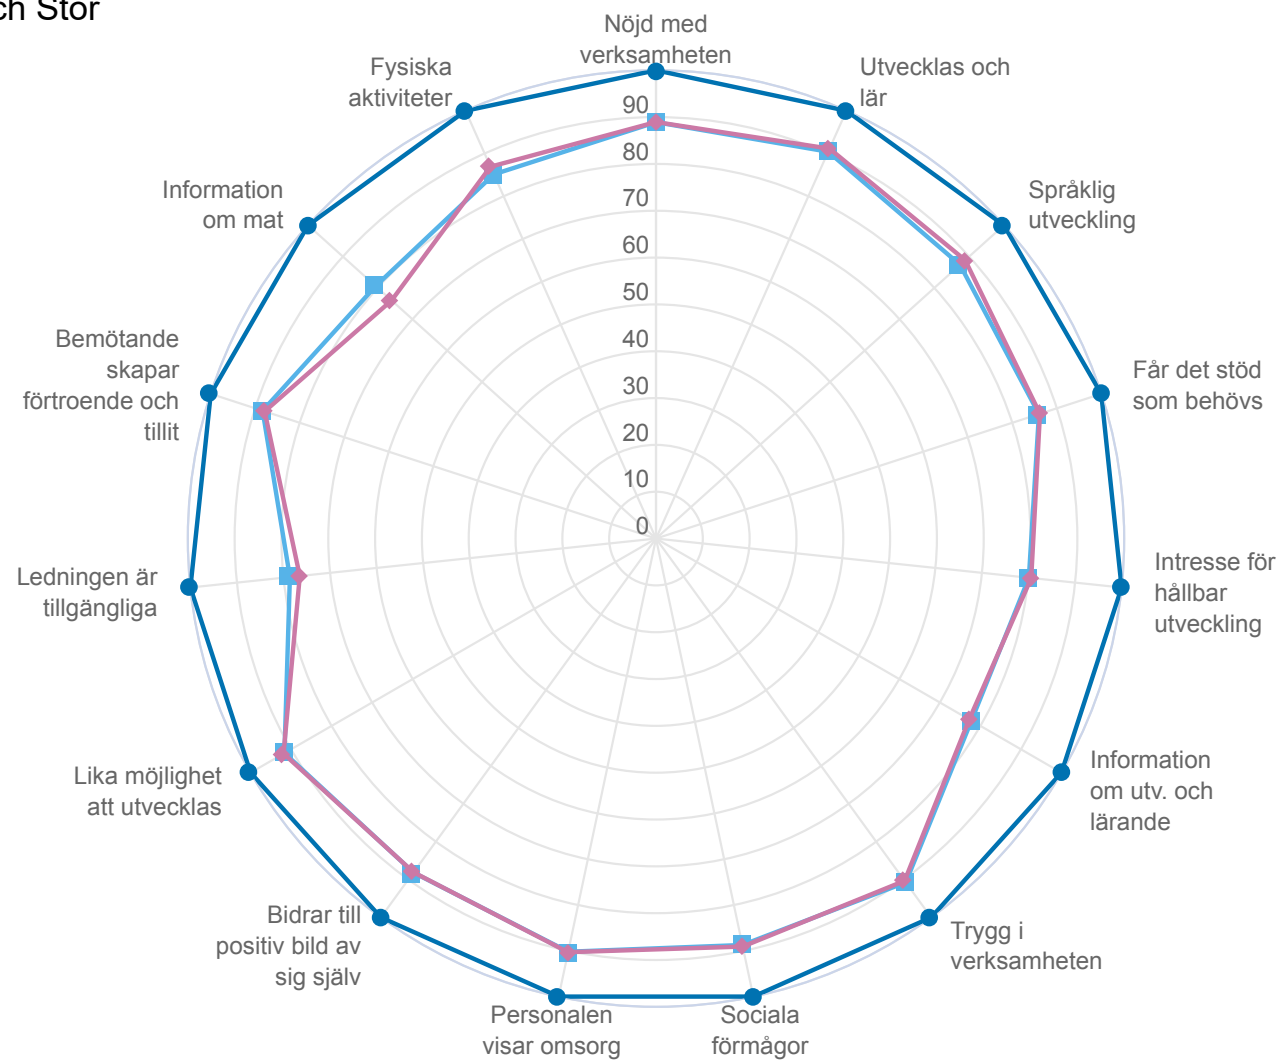 ch Stor
Nöjd med
verksamheten
Utvecklas och
lär
Språklig
utveckling
Får det stöd
som behövs
Intresse för
hållbar
utveckling
Information
om utv. och
lärande
Trygg i
verksamheten
Sociala
förmågor
Personalen
visar omsorg
Bidrar till
positiv bild av
sig själv
Lika möjlighet
att utvecklas
Ledningen är
tillgängliga
Bemötande
skapar
förtroende och
tillit
Information
om mat
Fysiska
aktiviteter
90
80
70
60
50
40
30
20
10
0